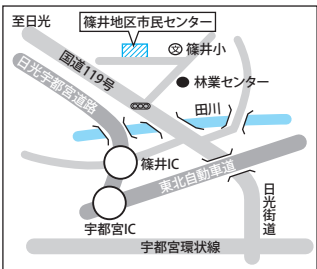 至日光
篠井地区市民センター
国道119号
篠井小
日光宇都宮道路
林業センター
田川
篠井IC
東北自動車道
宇都宮IC
日光街道
宇都宮環状線